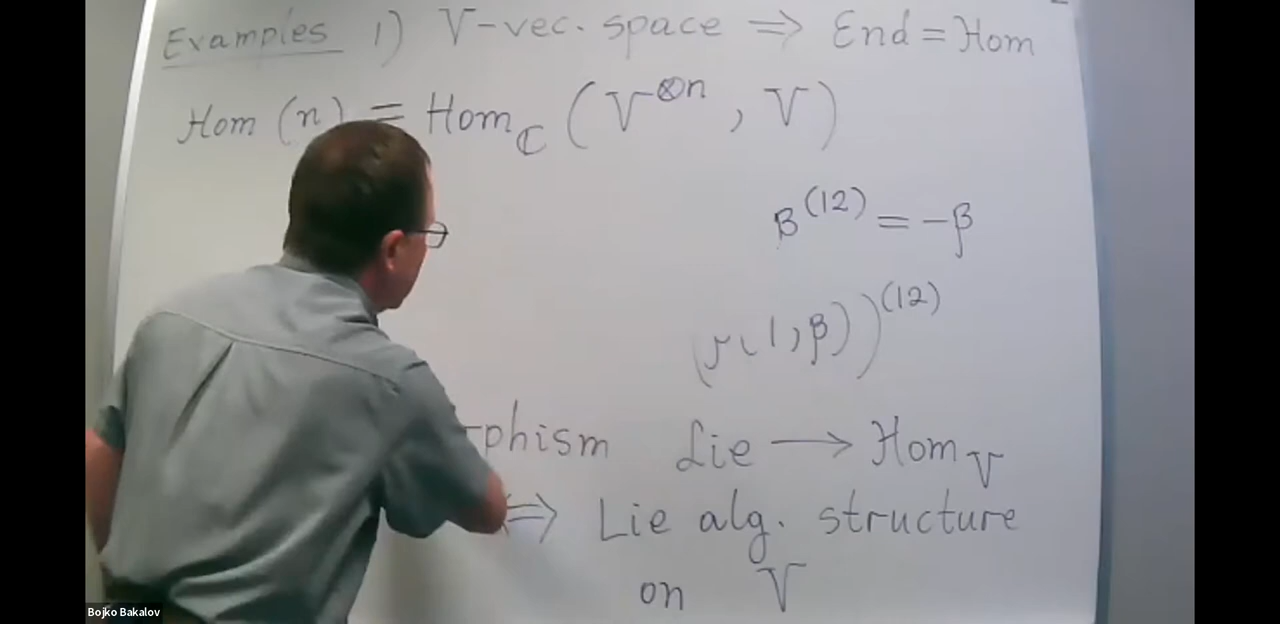 Examples 1) V-vec. space ⇒ End = Hom
Hom (n) = Hom_ℂ (V^{⊗n}, V)
β^{(12)} = -β
(μ(1, β))^{(12)}
phism Lie → Hom_V
⇔ Lie alg. structure
on V
Bojko Bakalov